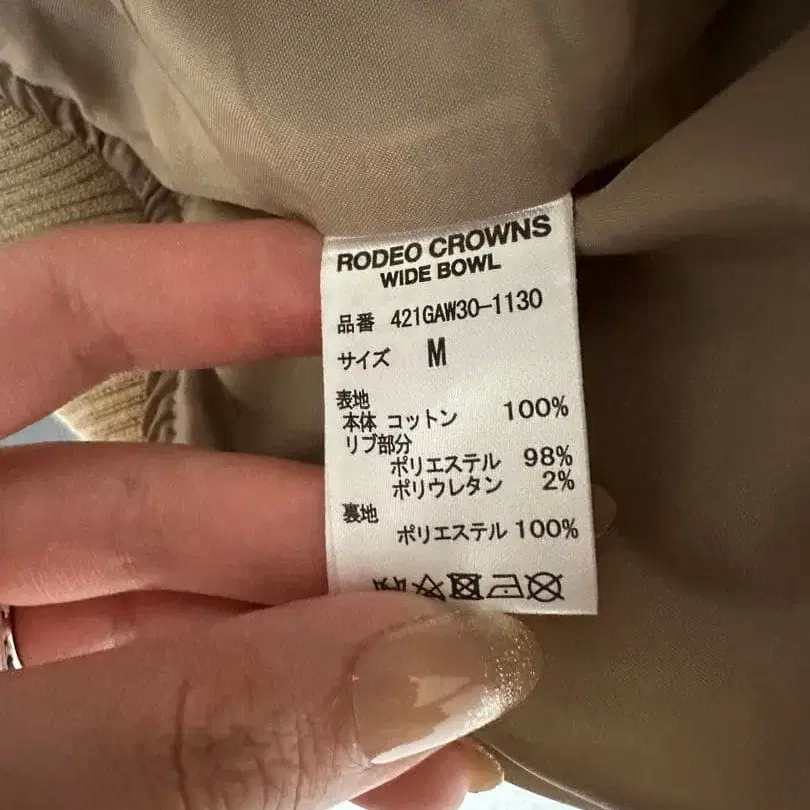 RODEO CROWNS
WIDE BOWL
品番 421GAW30-1130
サイズ M
表地
本体 コットン 100%
リブ部分
ポリエステル 98%
ポリウレタン 2%
裏地
ポリエステル 100%